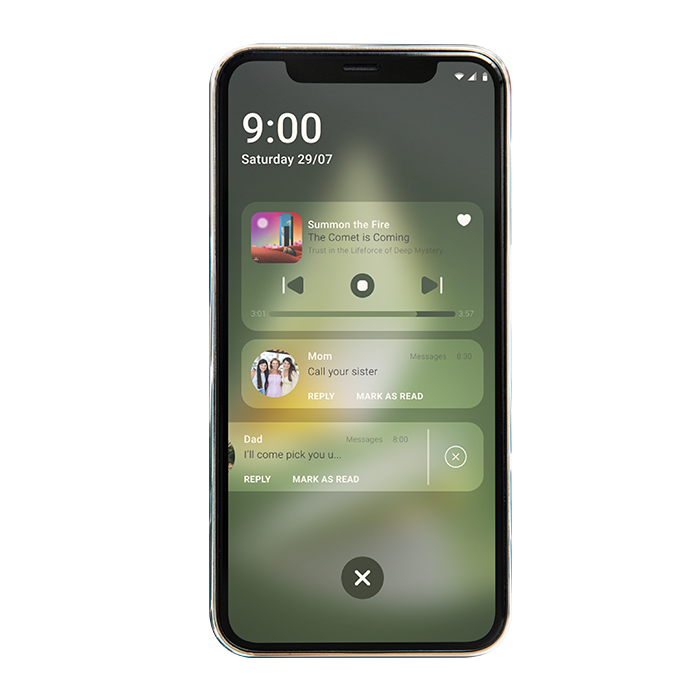 9:00
Saturday 29/07
Summon the Fire
The Comet is Coming
Trust in the Lifeforce of Deep Mystery
3:01 3:57
Mom Messages 8:30
Call your sister
REPLY MARK AS READ
Dad Messages 8:00
I'll come pick you u...
REPLY MARK AS READ